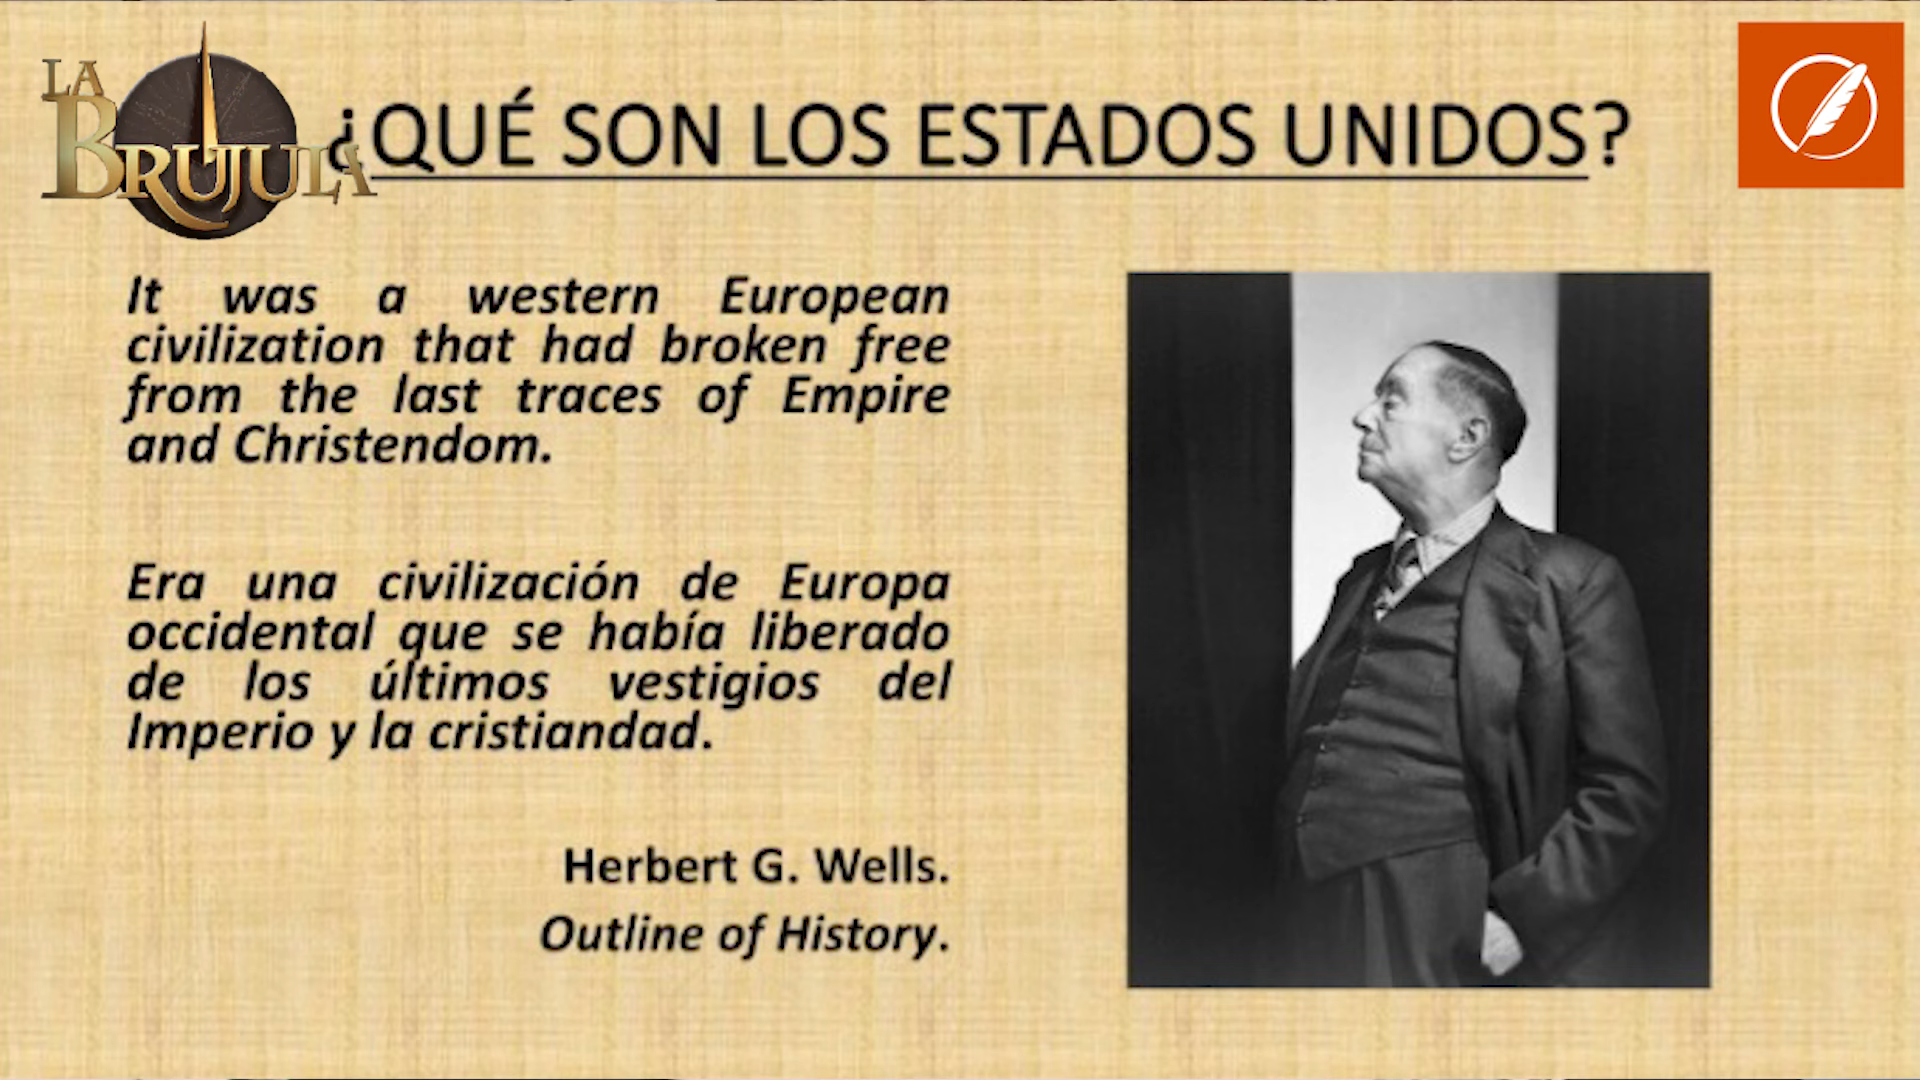 LA
BRUJULA
¿QUÉ SON LOS ESTADOS UNIDOS?
It was a western European
civilization that had broken free
from the last traces of Empire
and Christendom.
Era una civilización de Europa
occidental que se había liberado
de los últimos vestigios del
Imperio y la cristiandad.
Herbert G. Wells.
Outline of History.